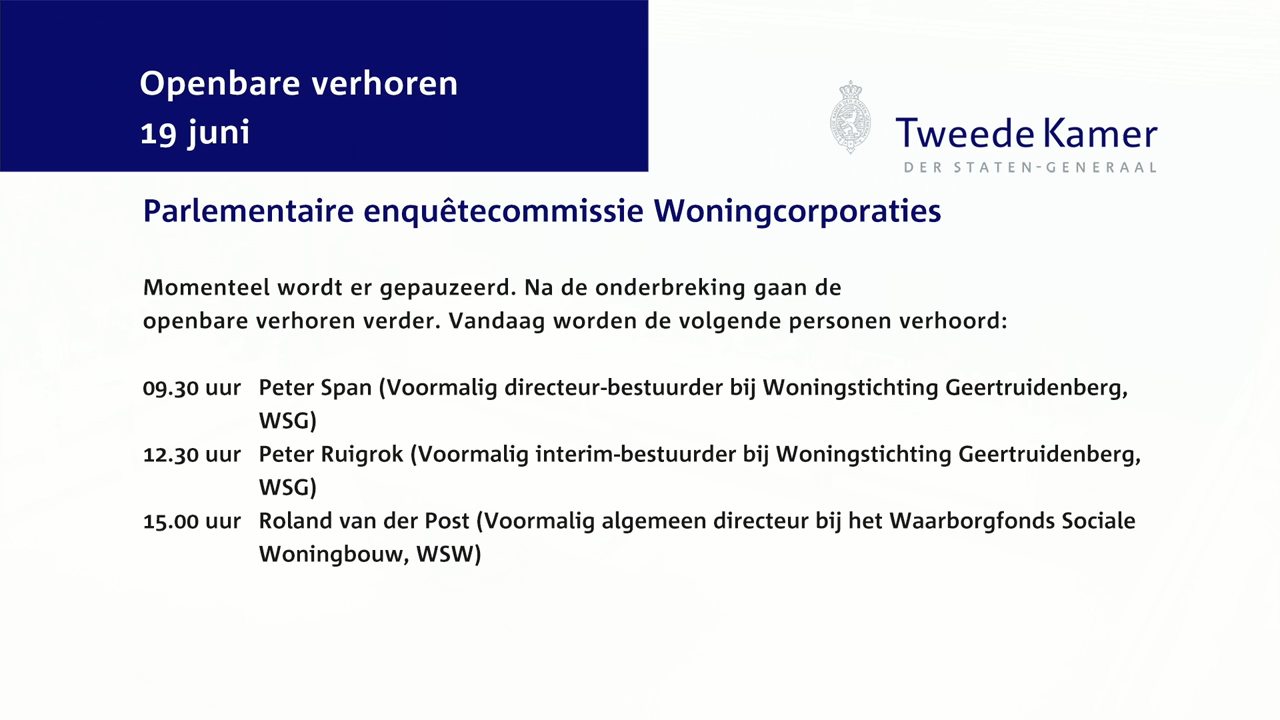 Openbare verhoren
19 juni
Tweede Kamer
DER STATEN-GENERAAL
Parlementaire enquêtecommissie Woningcorporaties
Momenteel wordt er gepauzeerd. Na de onderbreking gaan de
openbare verhoren verder. Vandaag worden de volgende personen verhoord:
09.30 uur Peter Span (Voormalig directeur-bestuurder bij Woningstichting Geertruidenberg,
WSG)
12.30 uur Peter Ruigrok (Voormalig interim-bestuurder bij Woningstichting Geertruidenberg,
WSG)
15.00 uur Roland van der Post (Voormalig algemeen directeur bij het Waarborgfonds Sociale
Woningbouw, WSW)